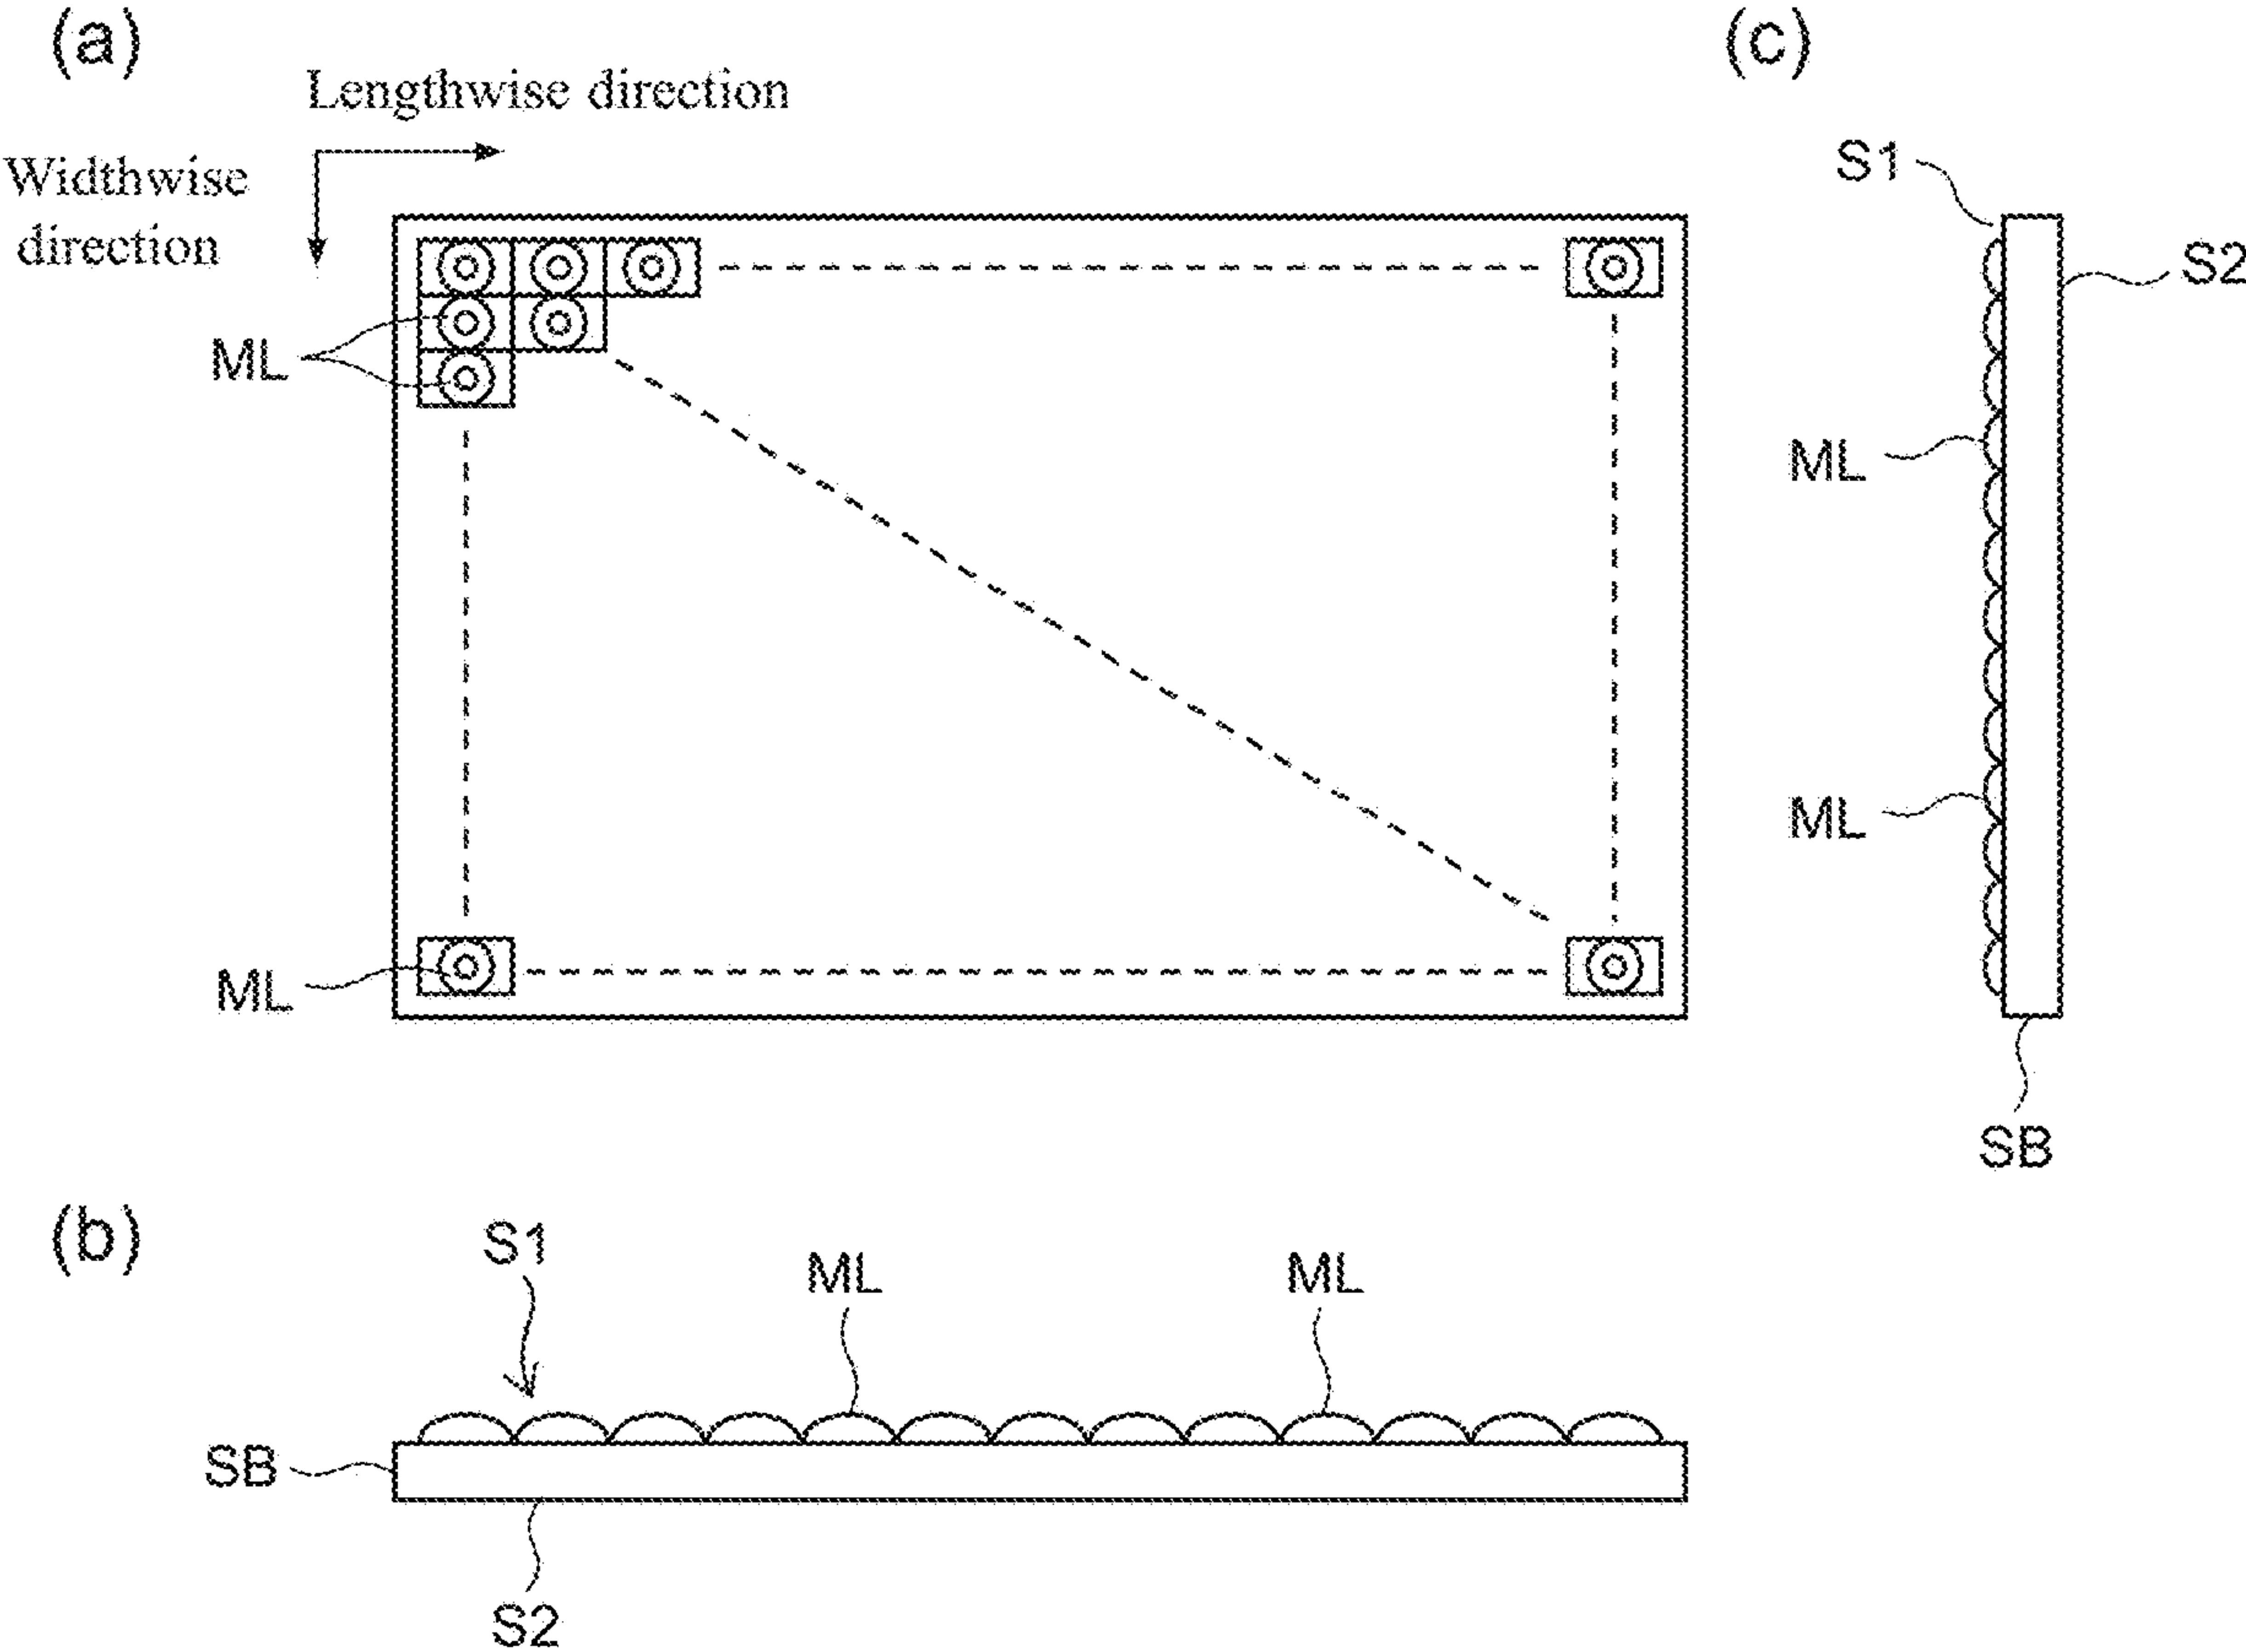 (a)
Lengthwise direction
Widthwise
direction
ML
ML
(c)
S1
S2
ML
ML
SB
(b)
S1
ML
ML
SB
S2